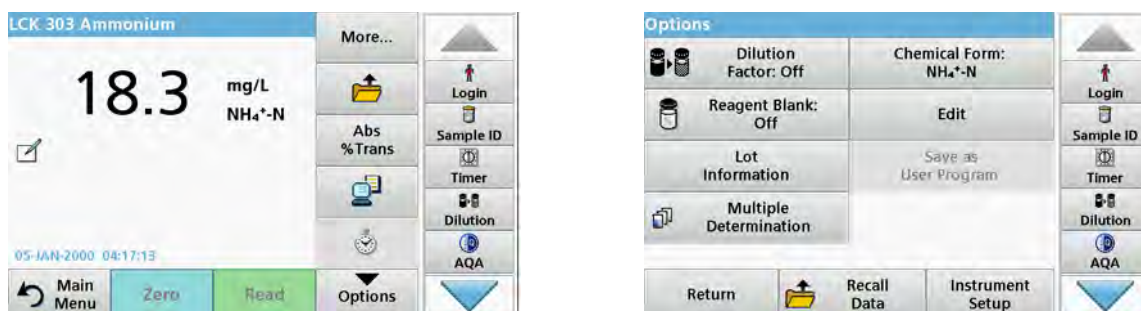 LCK 303 Ammonium
More...
18.3 mg/L
NH₄⁺-N
Abs
%Trans
05-JAN-2000 04:17:13
Main
Menu
Zero
Read
Options
Login
Sample ID
Timer
Dilution
AQA
Options
Dilution
Factor: Off
Chemical Form:
NH₄⁺-N
Reagent Blank:
Off
Edit
Lot
Information
Save as
User Program
Multiple
Determination
Return
Recall
Data
Instrument
Setup
Login
Sample ID
Timer
Dilution
AQA